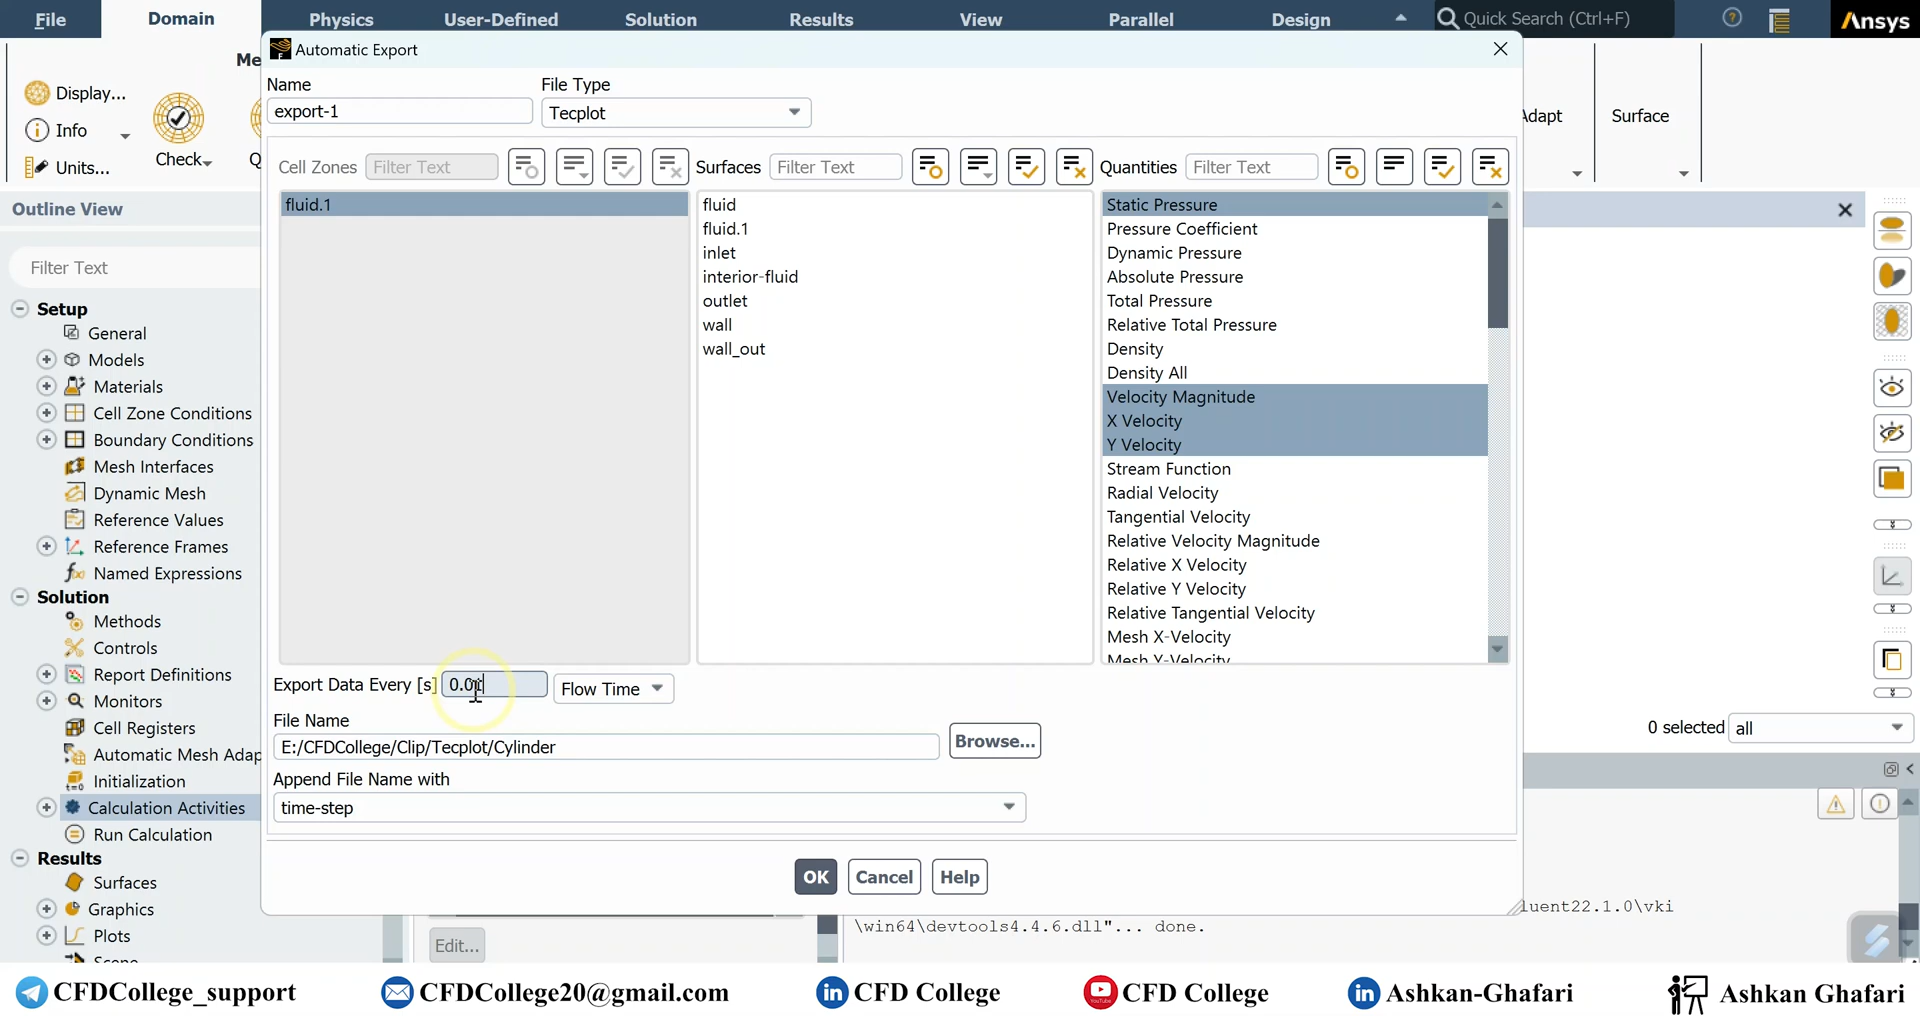 File Domain Physics User-Defined Solution Results View Parallel Design Quick Search (Ctrl+F) Ansys
Automatic Export
Me
Display...
Info
Units...
Check
Q
Adapt
Surface
Name
File Type
export-1
Tecplot
Cell Zones Filter Text
Surfaces Filter Text
Quantities Filter Text
fluid.1
fluid
fluid.1
inlet
interior-fluid
outlet
wall
wall_out
Static Pressure
Pressure Coefficient
Dynamic Pressure
Absolute Pressure
Total Pressure
Relative Total Pressure
Density
Density All
Velocity Magnitude
X Velocity
Y Velocity
Stream Function
Radial Velocity
Tangential Velocity
Relative Velocity Magnitude
Relative X Velocity
Relative Y Velocity
Relative Tangential Velocity
Mesh X-Velocity
Mesh Y-Velocity
Export Data Every [s]
Flow Time
File Name
E:/CFDCollege/Clip/Tecplot/Cylinder
Browse...
Append File Name with
time-step
OK Cancel Help
Outline View
Filter Text
Setup
General
Models
Materials
Cell Zone Conditions
Boundary Conditions
Mesh Interfaces
Dynamic Mesh
Reference Values
Reference Frames
Named Expressions
Solution
Methods
Controls
Report Definitions
Monitors
Cell Registers
Automatic Mesh Adap
Initialization
Calculation Activities
Run Calculation
Results
Surfaces
Graphics
Plots
Scene
Edit...
0 selected all
luent22.1.0\vki
\win64\devtools4.4.6.dll"... done.
CFDCollege_support CFDCollege20@gmail.com CFD College CFD College Ashkan-Ghafari Ashkan Ghafari